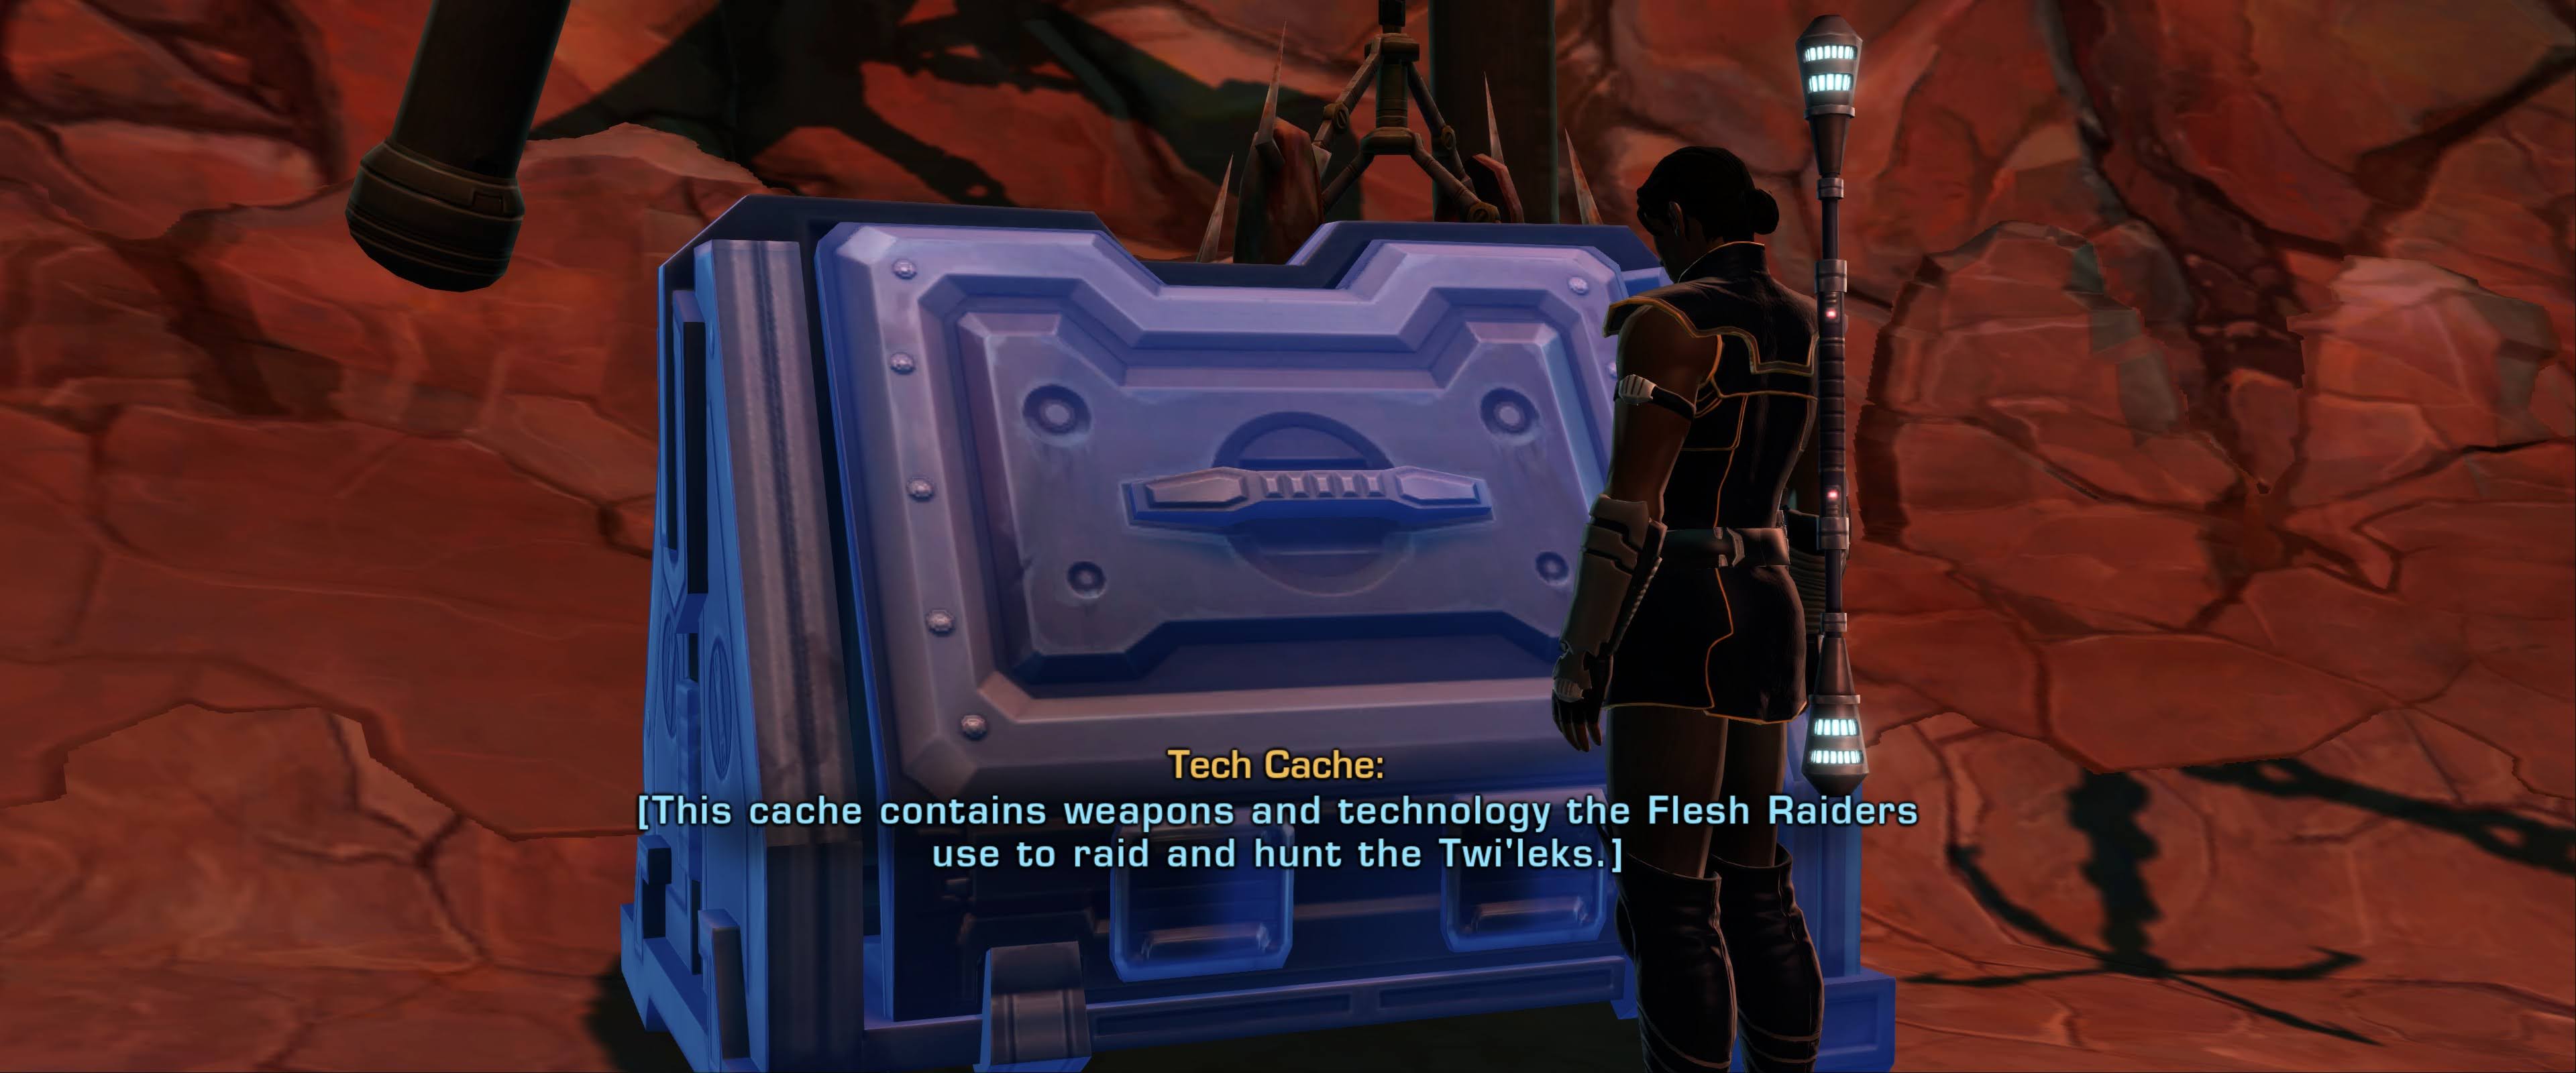 Tech Cache:
[This cache contains weapons and technology the Flesh Raiders
use to raid and hunt the Twi'leks.]